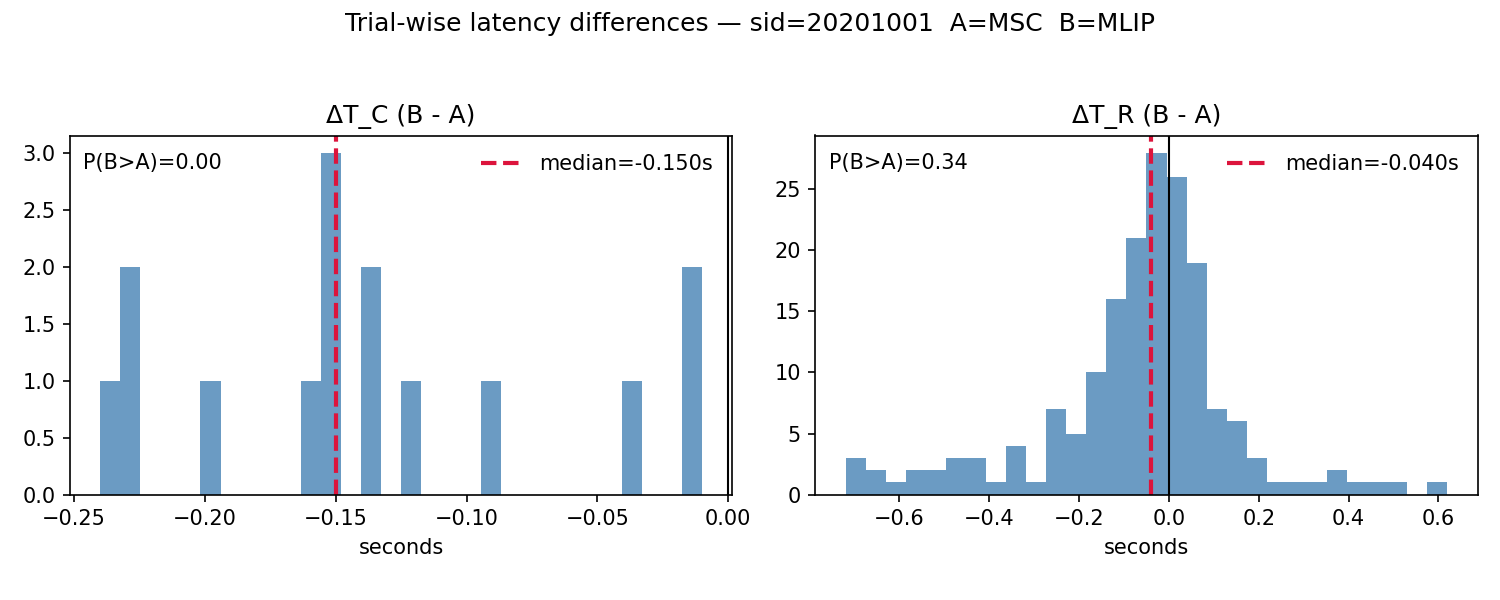 Trial-wise latency differences — sid=20201001  A=MSC  B=MLIP
ΔT_C (B - A)
P(B>A)=0.00
median=-0.150s
3.0
2.5
2.0
1.5
1.0
0.5
0.0
−0.25 −0.20 −0.15 −0.10 −0.05 0.00
seconds
ΔT_R (B - A)
P(B>A)=0.34
median=-0.040s
25
20
15
10
5
0
−0.6 −0.4 −0.2 0.0 0.2 0.4 0.6
seconds